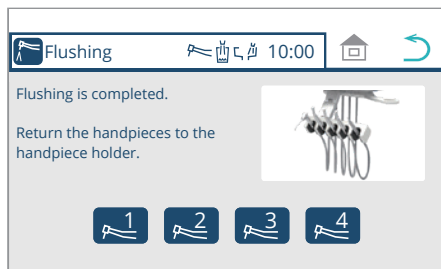 Flushing 10:00
Flushing is completed.
Return the handpieces to the
handpiece holder.
1 2 3 4